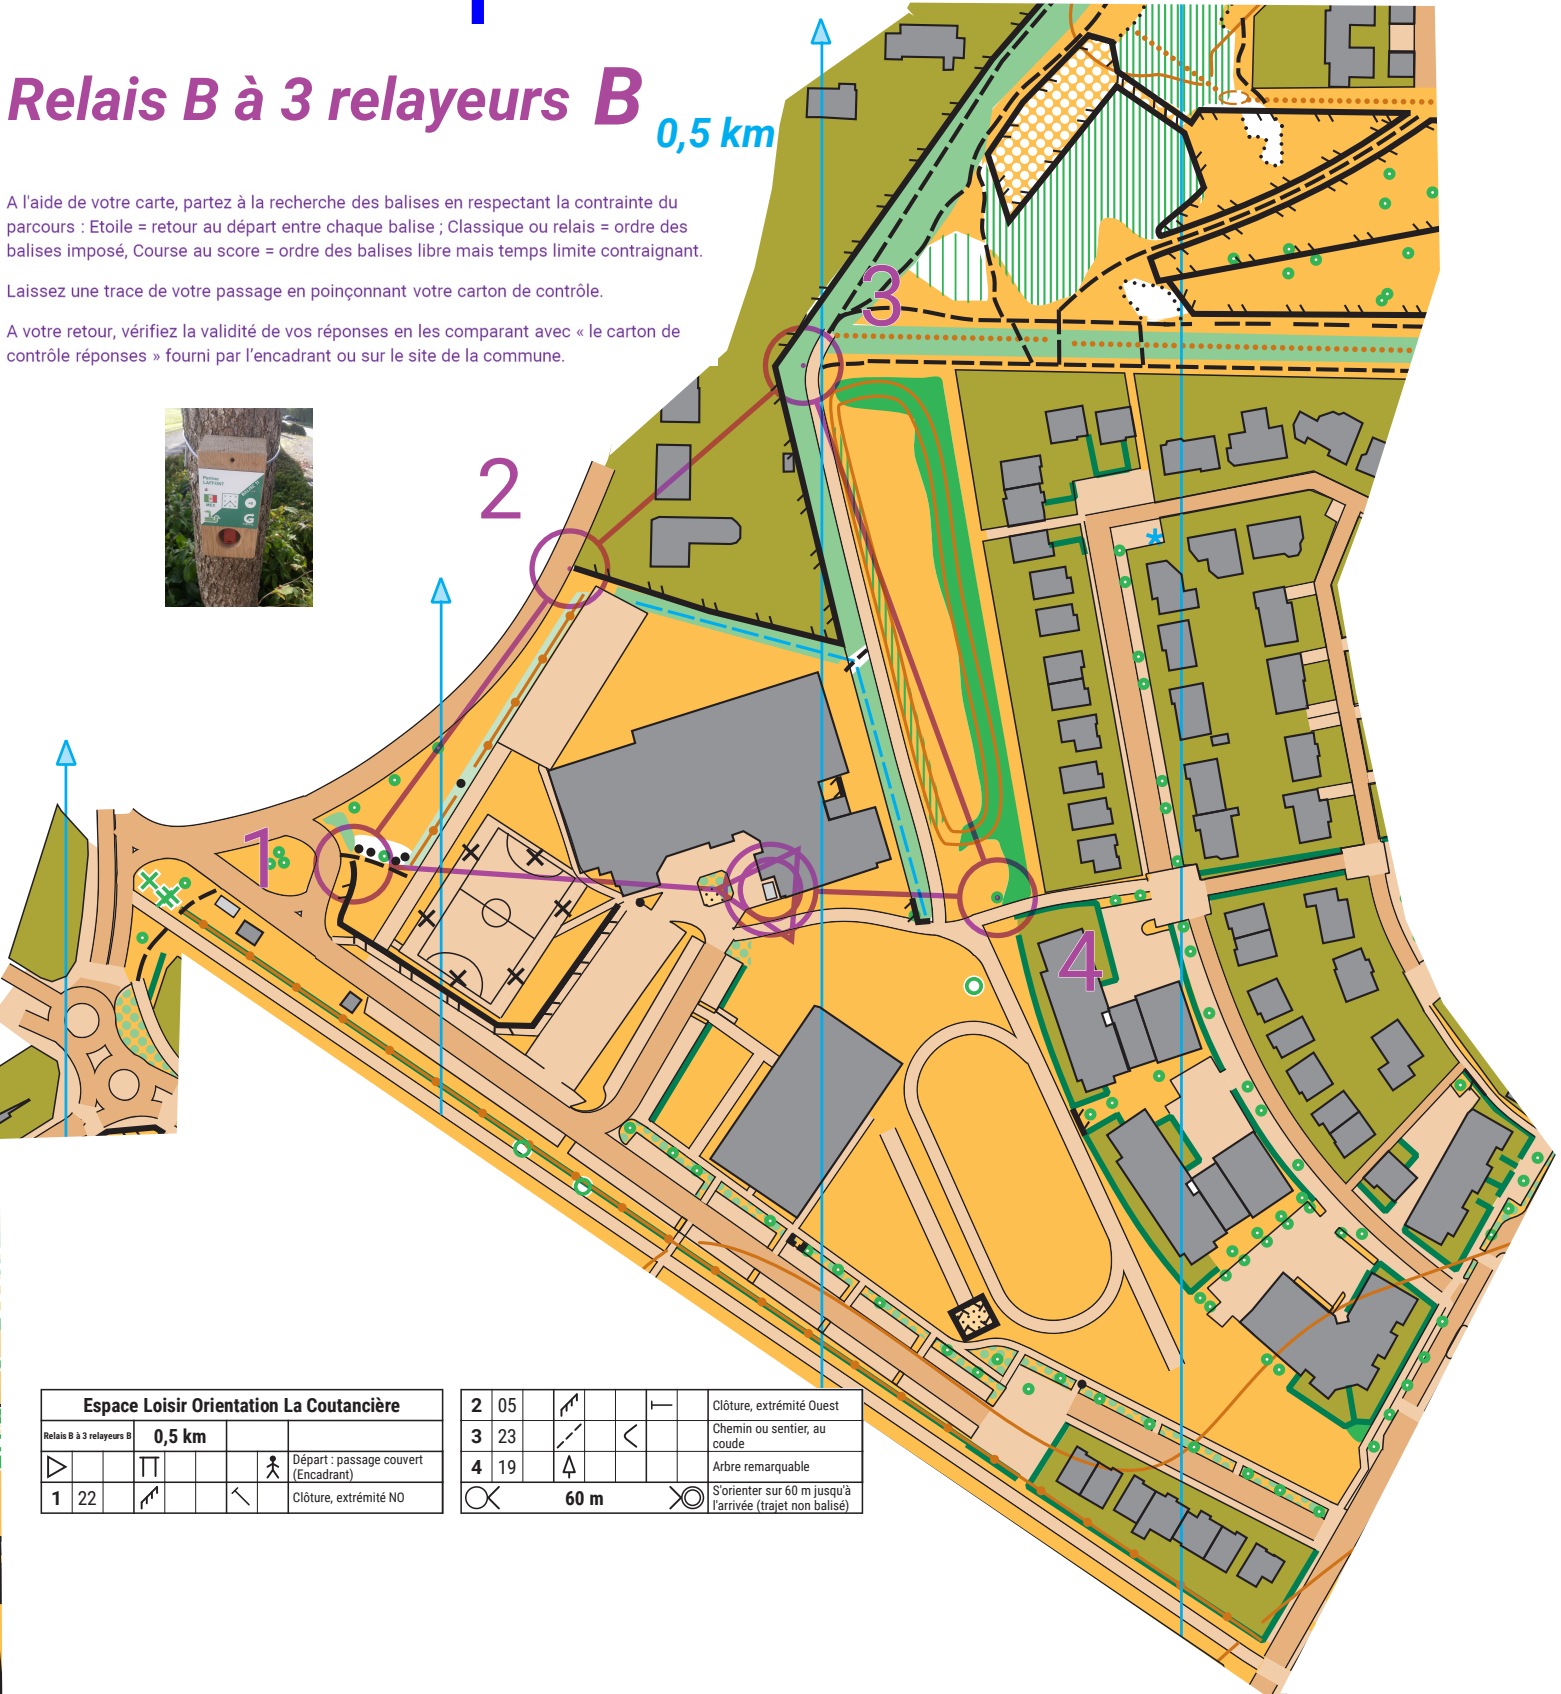 Relais B à 3 relayeurs B
0,5 km
A l'aide de votre carte, partez à la recherche des balises en respectant la contrainte du
parcours : Etoile = retour au départ entre chaque balise ; Classique ou relais = ordre des
balises imposé, Course au score = ordre des balises libre mais temps limite contraignant.
Laissez une trace de votre passage en poinçonnant votre carton de contrôle.
A votre retour, vérifiez la validité de vos réponses en les comparant avec « le carton de
contrôle réponses » fourni par l'encadrant ou sur le site de la commune.
3
2
1
4
Espace Loisir Orientation La Coutancière
Relais B à 3 relayeurs B 0,5 km
Départ : passage couvert
(Encadrant)
1 22 Clôture, extrémité NO
2 05 Clôture, extrémité Ouest
3 23 Chemin ou sentier, au
coude
4 19 Arbre remarquable
60 m S'orienter sur 60 m jusqu'à
l'arrivée (trajet non balisé)